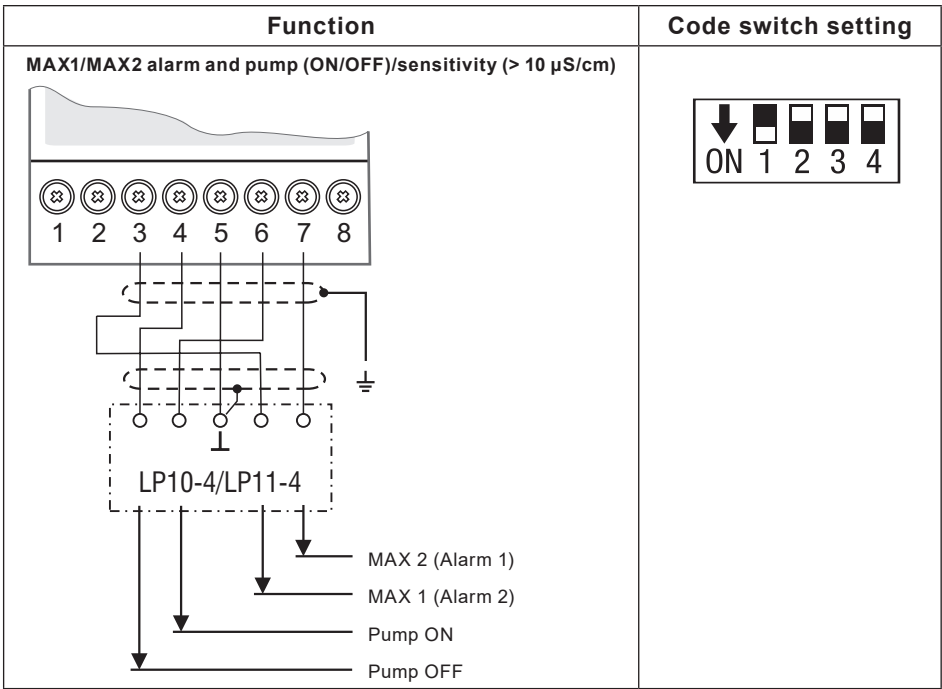 Function
Code switch setting
MAX1/MAX2 alarm and pump (ON/OFF)/sensitivity (> 10 µS/cm)
1 2 3 4 5 6 7 8
LP10-4/LP11-4
MAX 2 (Alarm 1)
MAX 1 (Alarm 2)
Pump ON
Pump OFF
ON 1 2 3 4